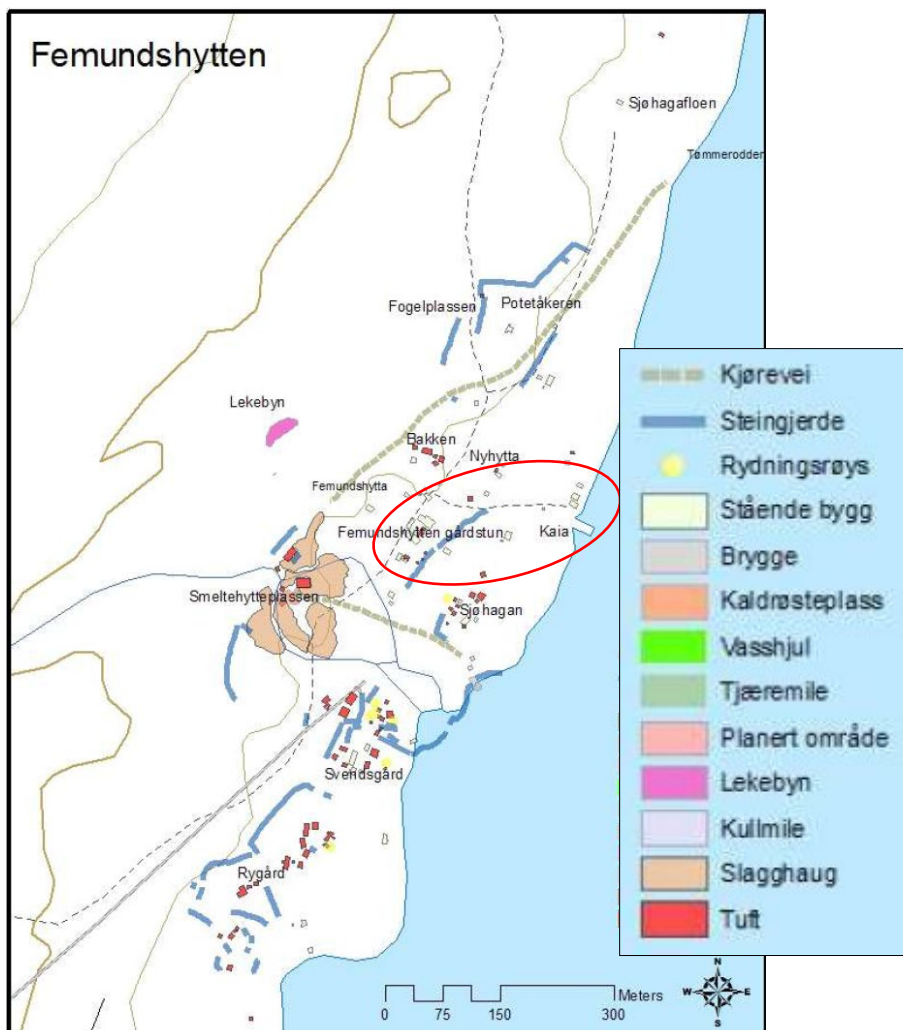 Femundshytten
Sjøhagafloen
Tømmerodden
Fogelplassen
Potetåkeren
Lekebyn
Bakken
Nyhytta
Femundshytta
Femundshytten gårdstun
Kaia
Smeltehytteplassen
Sjøhagan
Svendsgård
Rygård
Kjørevei
Steingjerde
Rydningsrøys
Stående bygg
Brygge
Kaldrøsteplass
Vasshjul
Tjæremile
Planert område
Lekebyn
Kullmile
Slagghaug
Tuft
Meters
0 75 150 300
N
W E
S